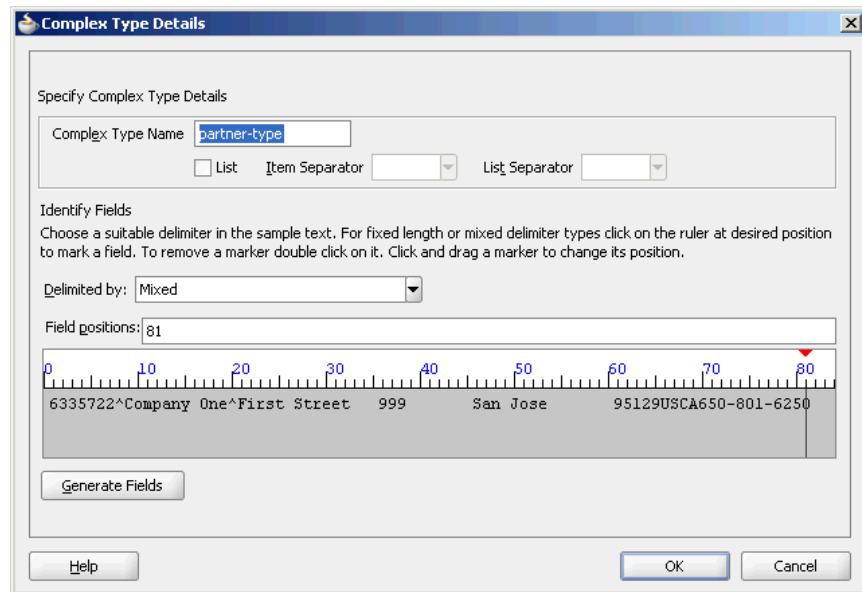 Complex Type Details
Specify Complex Type Details
Complex Type Name partner-type
List Item Separator List Separator
Identify Fields
Choose a suitable delimiter in the sample text. For fixed length or mixed delimiter types click on the ruler at desired position
to mark a field. To remove a marker double click on it. Click and drag a marker to change its position.
Delimited by: Mixed
Field positions: 81
0 10 20 30 40 50 60 70 80
6335722^Company One^First Street 999 San Jose 95129USCA650-801-6250
Generate Fields
Help OK Cancel